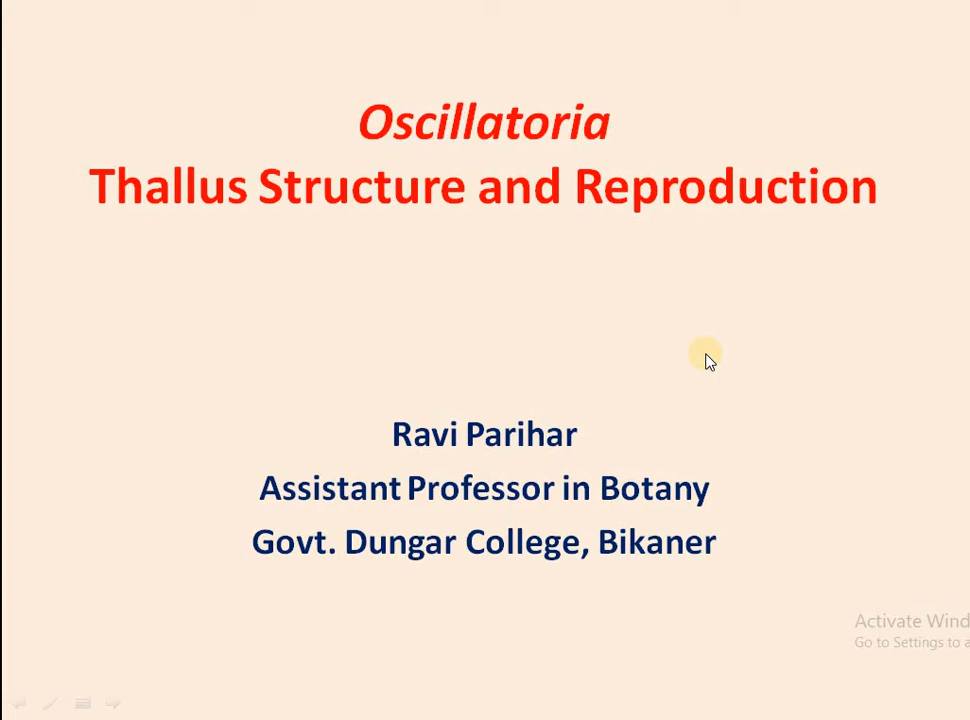 Oscillatoria
Thallus Structure and Reproduction
Ravi Parihar
Assistant Professor in Botany
Govt. Dungar College, Bikaner
Activate Wind
Go to Settings to a